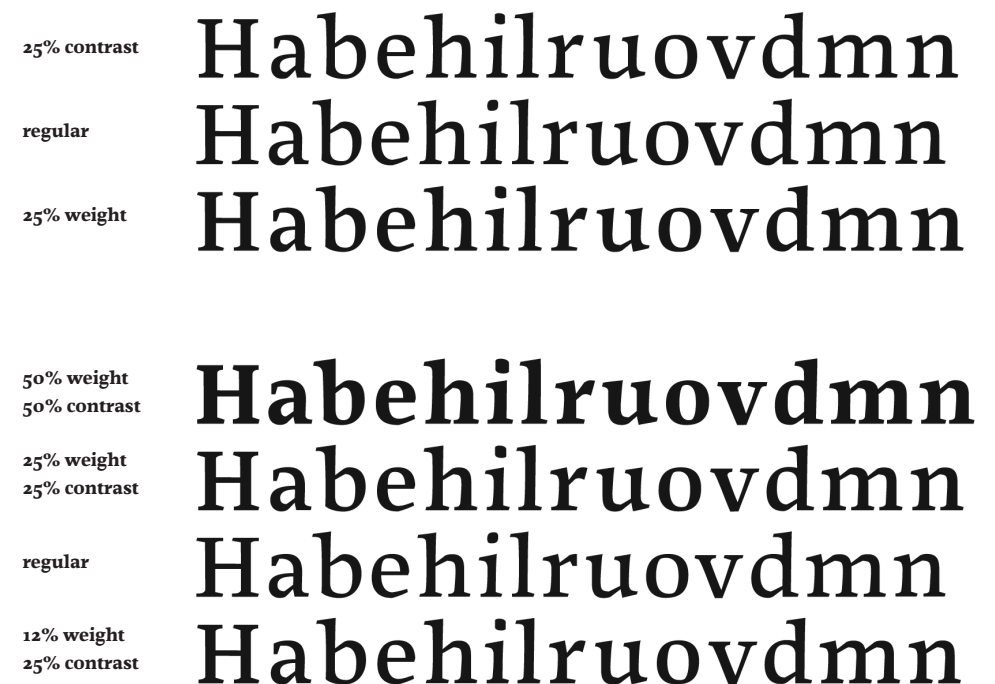 25% contrast Habehilruovdmn
regular Habehilruovdmn
25% weight Habehilruovdmn
50% weight
50% contrast Habehilruovdmn
25% weight
25% contrast Habehilruovdmn
regular Habehilruovdmn
12% weight
25% contrast Habehilruovdmn